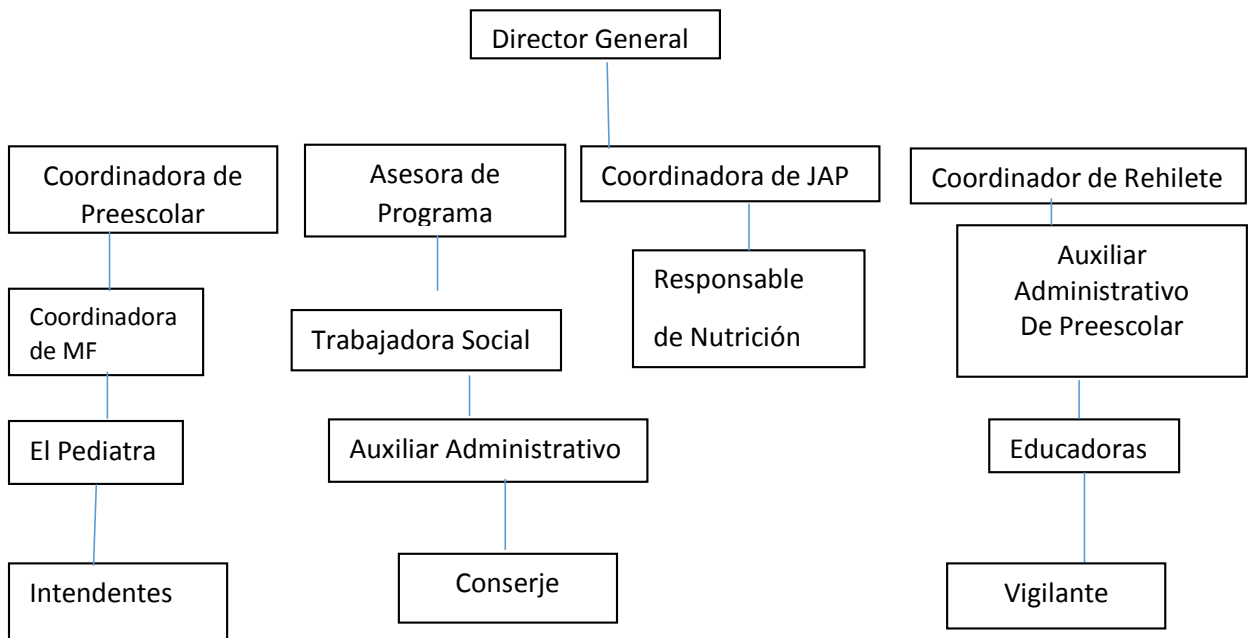 Director General
Coordinadora de
Preescolar
Asesora de
Programa
Coordinadora de JAP
Coordinador de Rehilete
Coordinadora
de MF
Trabajadora Social
Responsable
de Nutrición
Auxiliar
Administrativo
De Preescolar
El Pediatra
Auxiliar Administrativo
Educadoras
Intendentes
Conserje
Vigilante